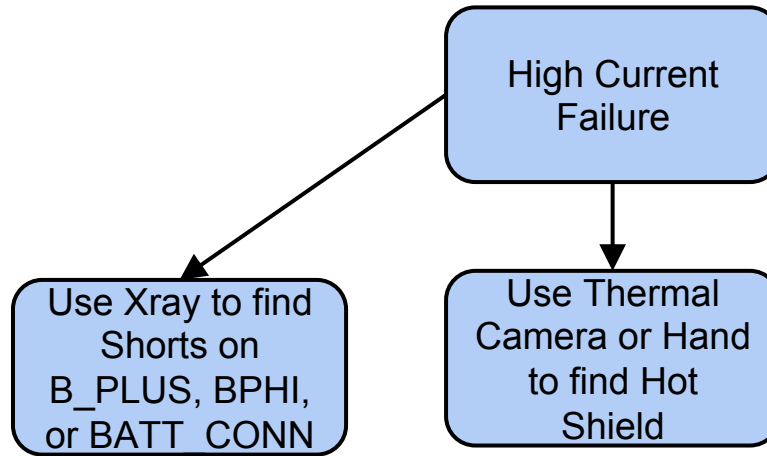 High Current
Failure
Use Xray to find
Shorts on
B_PLUS, BPHI,
or BATT_CONN
Use Thermal
Camera or Hand
to find Hot
Shield